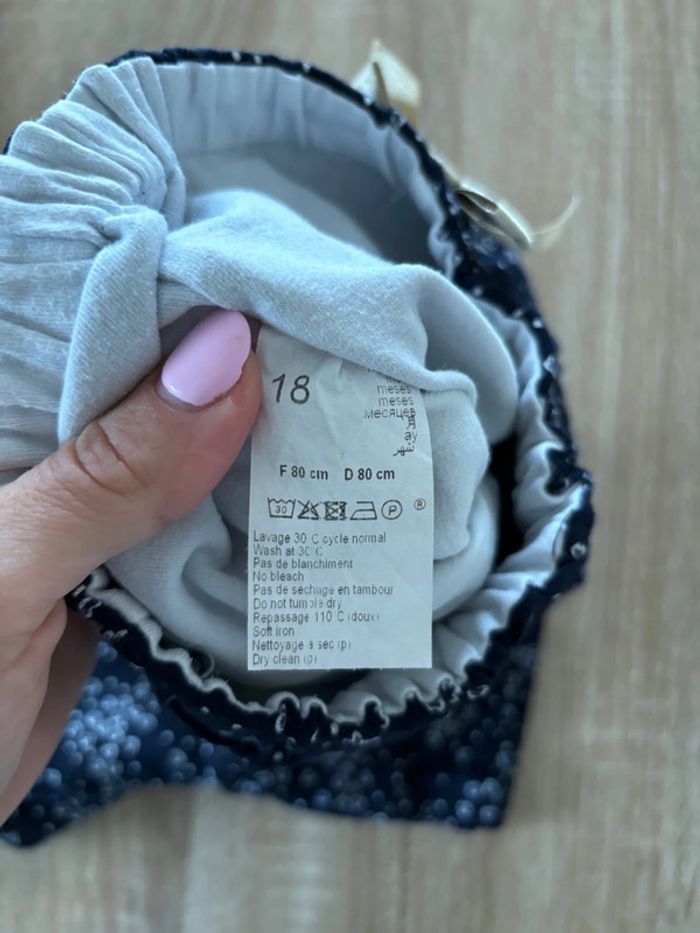 18
meses
meses
месяцев
月
ay
شهر
F 80 cm D 80 cm
30 P ®
Lavage 30 C cycle normal
Wash at 30 C
Pas de blanchiment
No bleach
Pas de sechage en tambour
Do not tumble dry
Repassage 110 C (doux)
Soft iron
Nettoyage à sec (p)
Dry clean (p)